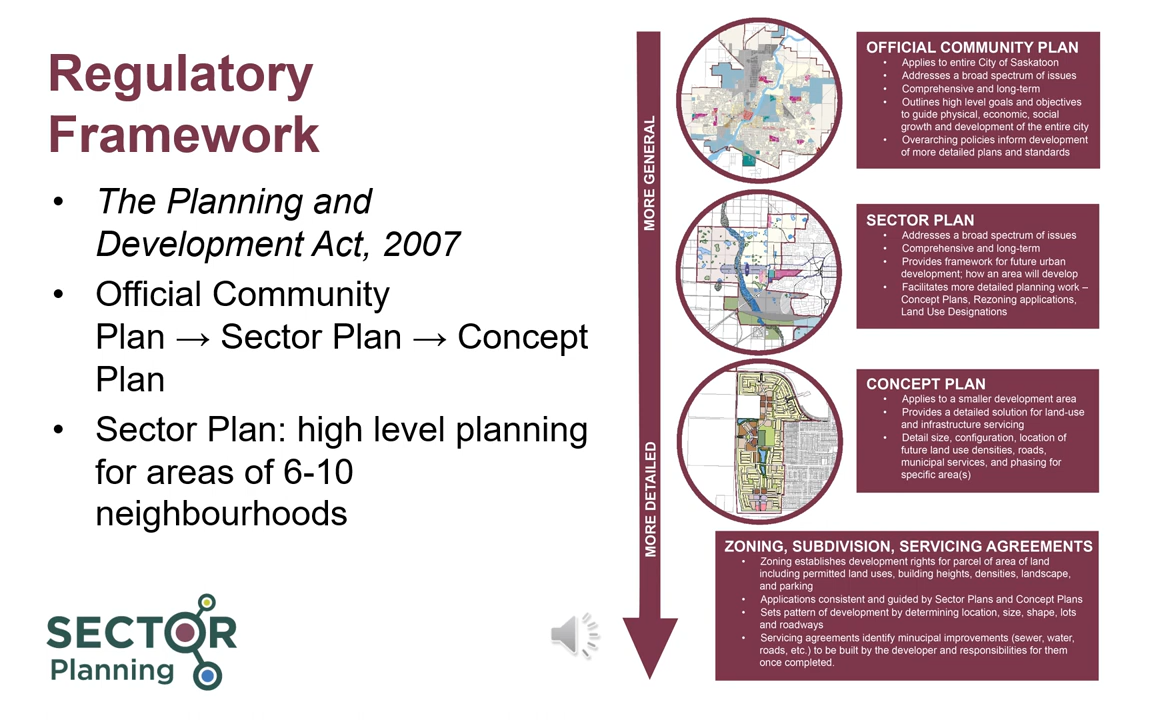 Regulatory
Framework
• The Planning and
Development Act, 2007
• Official Community
Plan → Sector Plan → Concept
Plan
• Sector Plan: high level planning
for areas of 6-10
neighbourhoods
SECTOR
Planning
MORE GENERAL
MORE DETAILED
OFFICIAL COMMUNITY PLAN
• Applies to entire City of Saskatoon
• Addresses a broad spectrum of issues
• Comprehensive and long-term
• Outlines high level goals and objectives
to guide physical, economic, social
growth and development of the entire city
• Overarching policies inform development
of more detailed plans and standards
SECTOR PLAN
• Addresses a broad spectrum of issues
• Comprehensive and long-term
• Provides framework for future urban
development; how an area will develop
• Facilitates more detailed planning work –
Concept Plans, Rezoning applications,
Land Use Designations
CONCEPT PLAN
• Applies to a smaller development area
• Provides a detailed solution for land-use
and infrastructure servicing
• Detail size, configuration, location of
future land use densities, roads,
municipal services, and phasing for
specific area(s)
ZONING, SUBDIVISION, SERVICING AGREEMENTS
• Zoning establishes development rights for parcel of area of land
including permitted land uses, building heights, densities, landscape,
and parking
• Applications consistent and guided by Sector Plans and Concept Plans
• Sets pattern of development by determining location, size, shape, lots
and roadways
• Servicing agreements identify minucipal improvements (sewer, water,
roads, etc.) to be built by the developer and responsibilities for them
once completed.